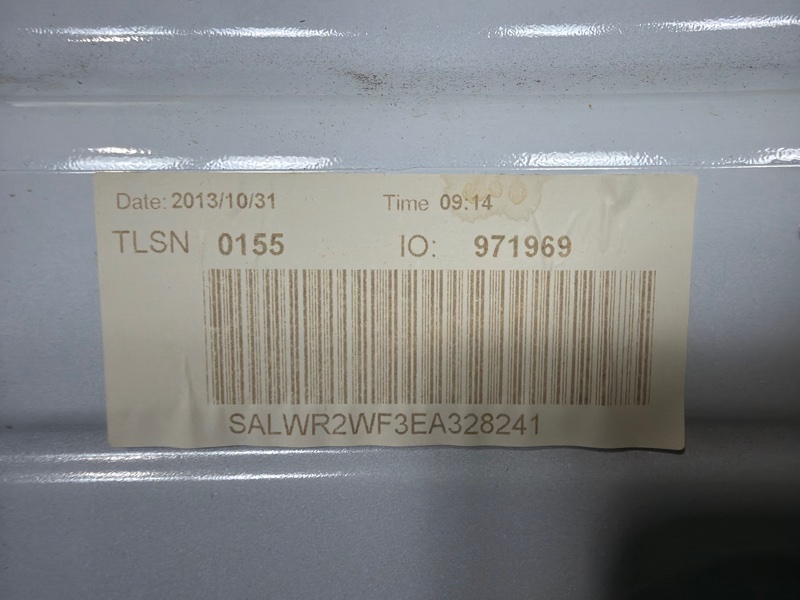 Date: 2013/10/31 Time 09:14
TLSN 0155 IO: 971969
SALWR2WF3EA328241